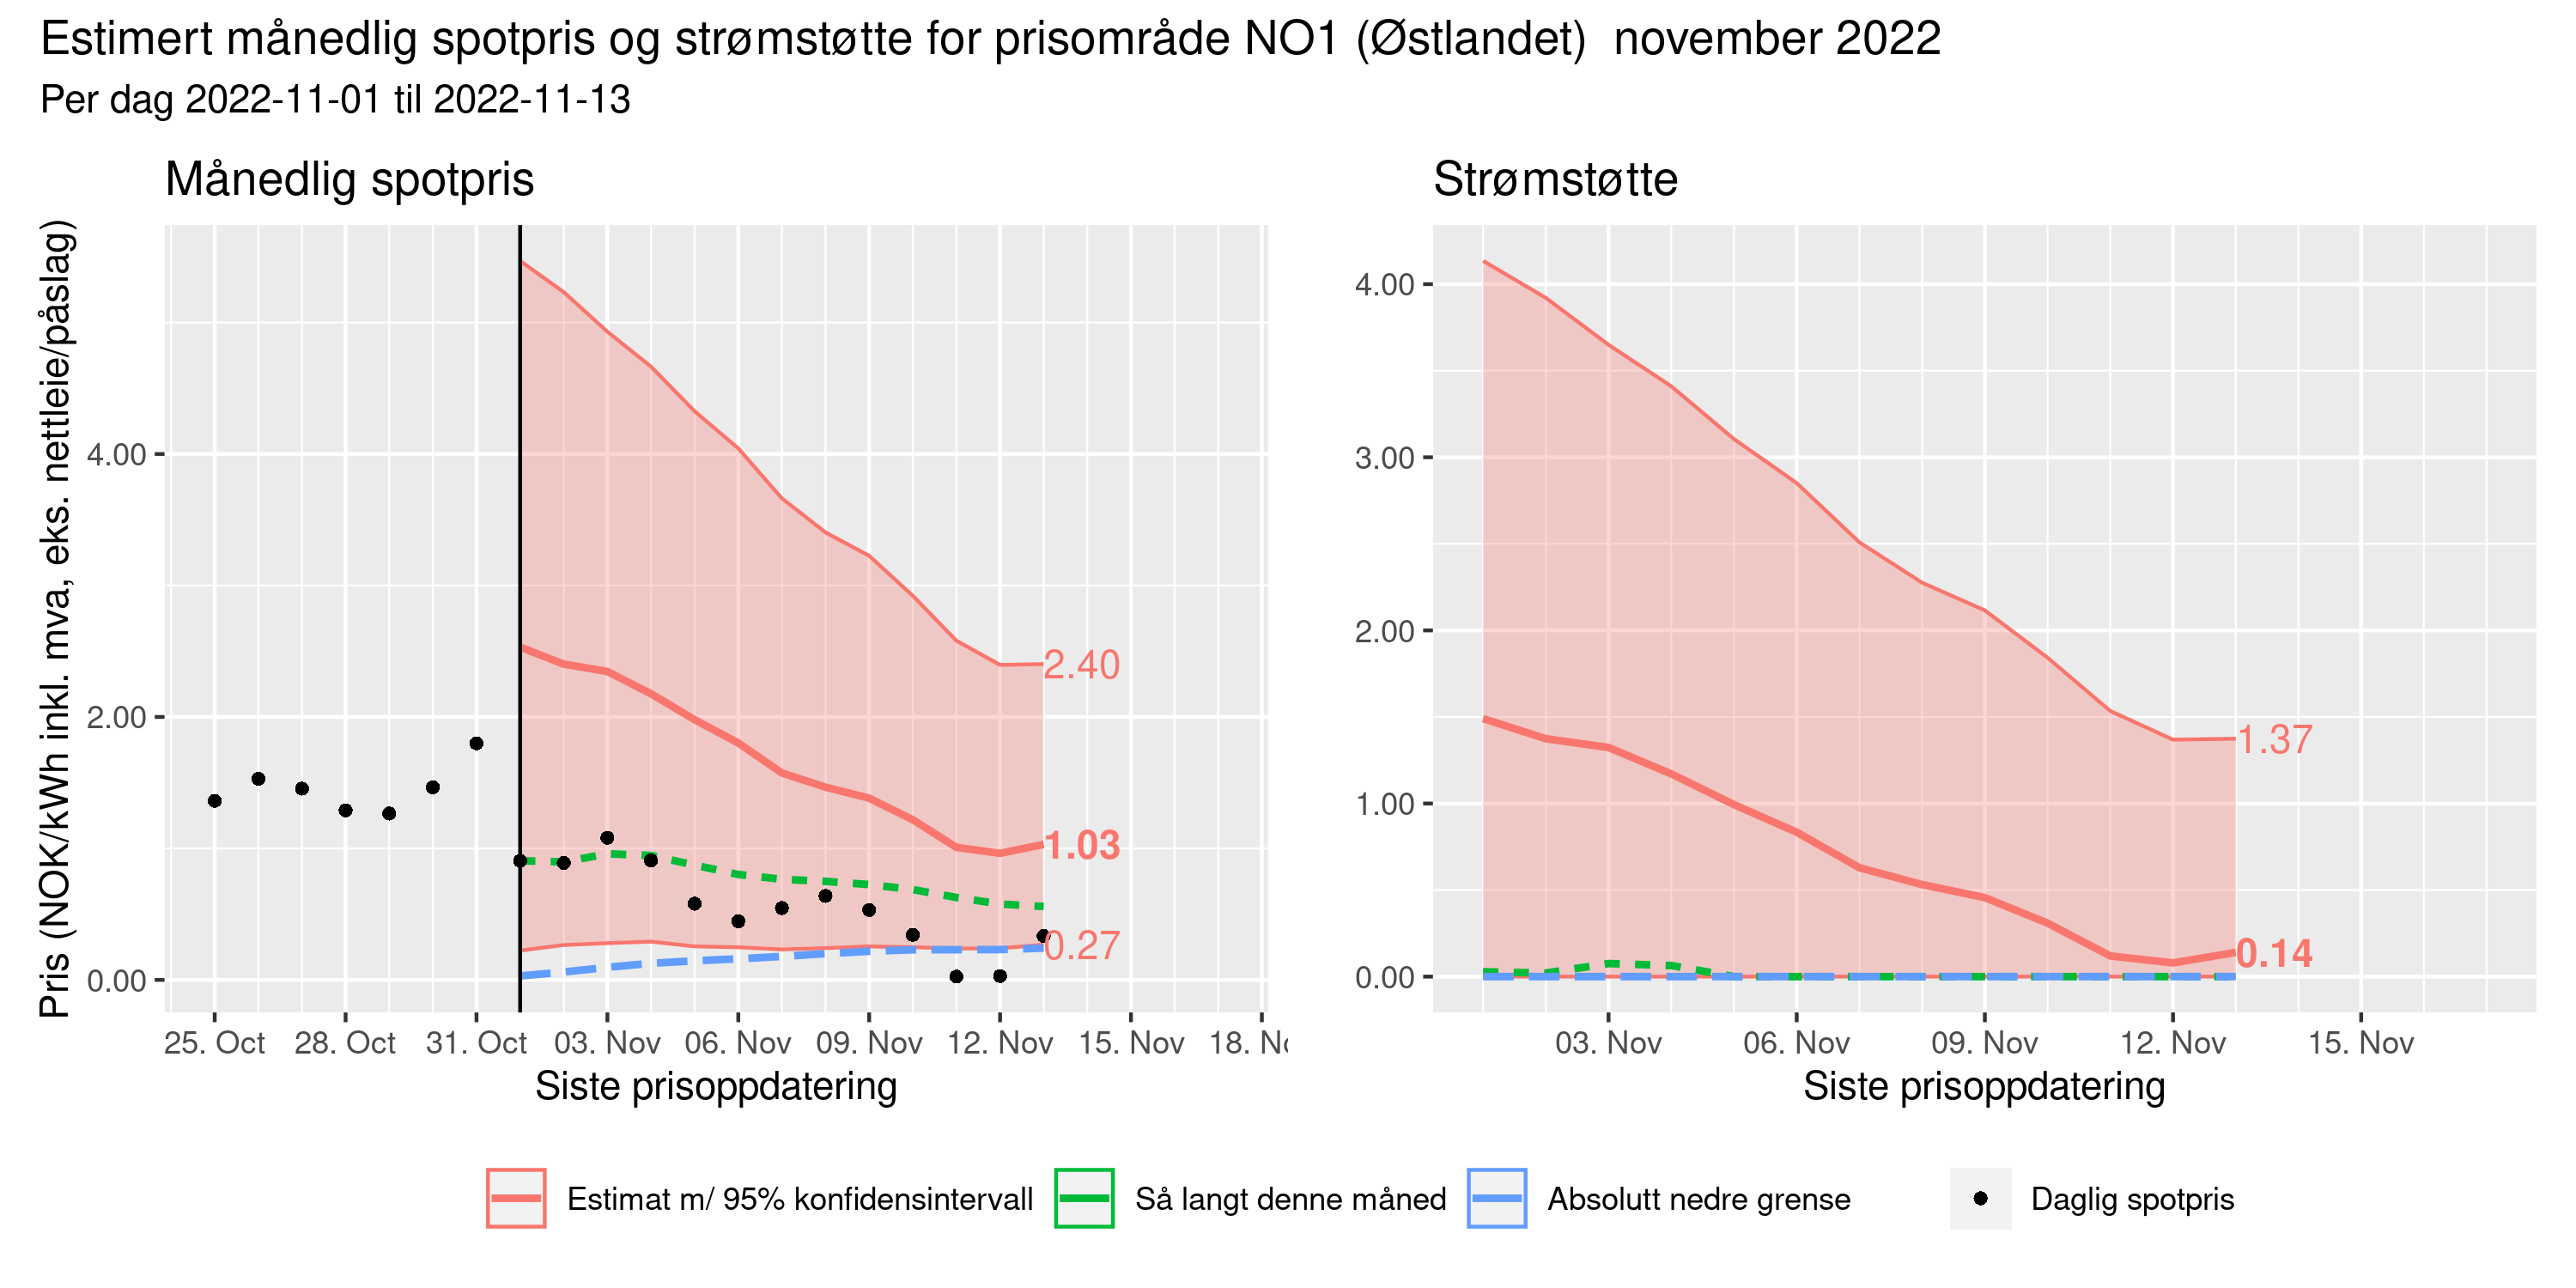 Estimert månedlig spotpris og strømstøtte for prisområde NO1 (Østlandet)  november 2022
Per dag 2022-11-01 til 2022-11-13
Månedlig spotpris
Pris (NOK/kWh inkl. mva, eks. nettleie/påslag)
4.00
2.00
0.00
2.40
1.03
0.27
25. Oct 28. Oct 31. Oct 03. Nov 06. Nov 09. Nov 12. Nov 15. Nov 18. No
Siste prisoppdatering
Strømstøtte
4.00
3.00
2.00
1.00
0.00
1.37
0.14
03. Nov 06. Nov 09. Nov 12. Nov 15. Nov
Siste prisoppdatering
Estimat m/ 95% konfidensintervall Så langt denne måned Absolutt nedre grense Daglig spotpris